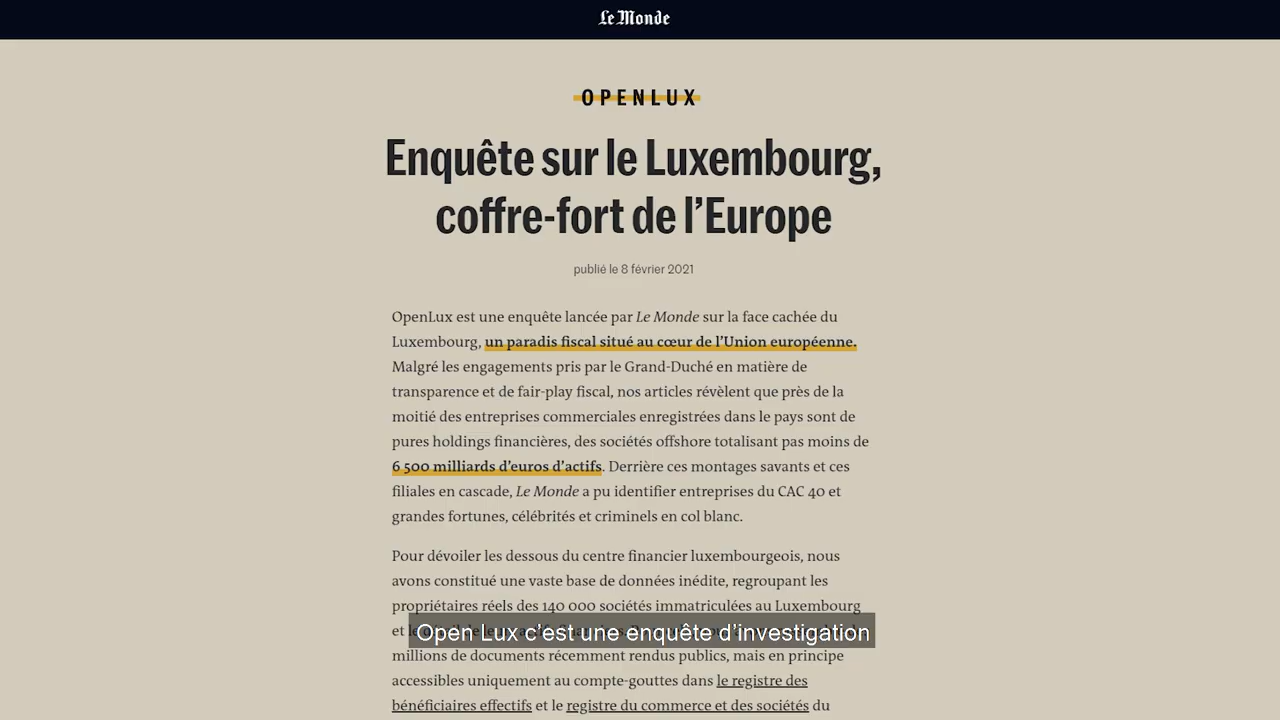 Le Monde
OPENLUX
Enquête sur le Luxembourg,
coffre-fort de l’Europe
publié le 8 février 2021
OpenLux est une enquête lancée par Le Monde sur la face cachée du
Luxembourg, un paradis fiscal situé au cœur de l’Union européenne.
Malgré les engagements pris par le Grand-Duché en matière de
transparence et de fair-play fiscal, nos articles révèlent que près de la
moitié des entreprises commerciales enregistrées dans le pays sont de
pures holdings financières, des sociétés offshore totalisant pas moins de
6 500 milliards d’euros d’actifs. Derrière ces montages savants et ces
filiales en cascade, Le Monde a pu identifier entreprises du CAC 40 et
grandes fortunes, célébrités et criminels en col blanc.
Pour dévoiler les dessous du centre financier luxembourgeois, nous
avons constitué une vaste base de données inédite, regroupant les
propriétaires réels des 140 000 sociétés immatriculées au Luxembourg
et
Open Lux c’est une enquête d’investigation
millions de documents récemment rendus publics, mais en principe
accessibles uniquement au compte-gouttes dans le registre des
bénéficiaires effectifs et le registre du commerce et des sociétés du